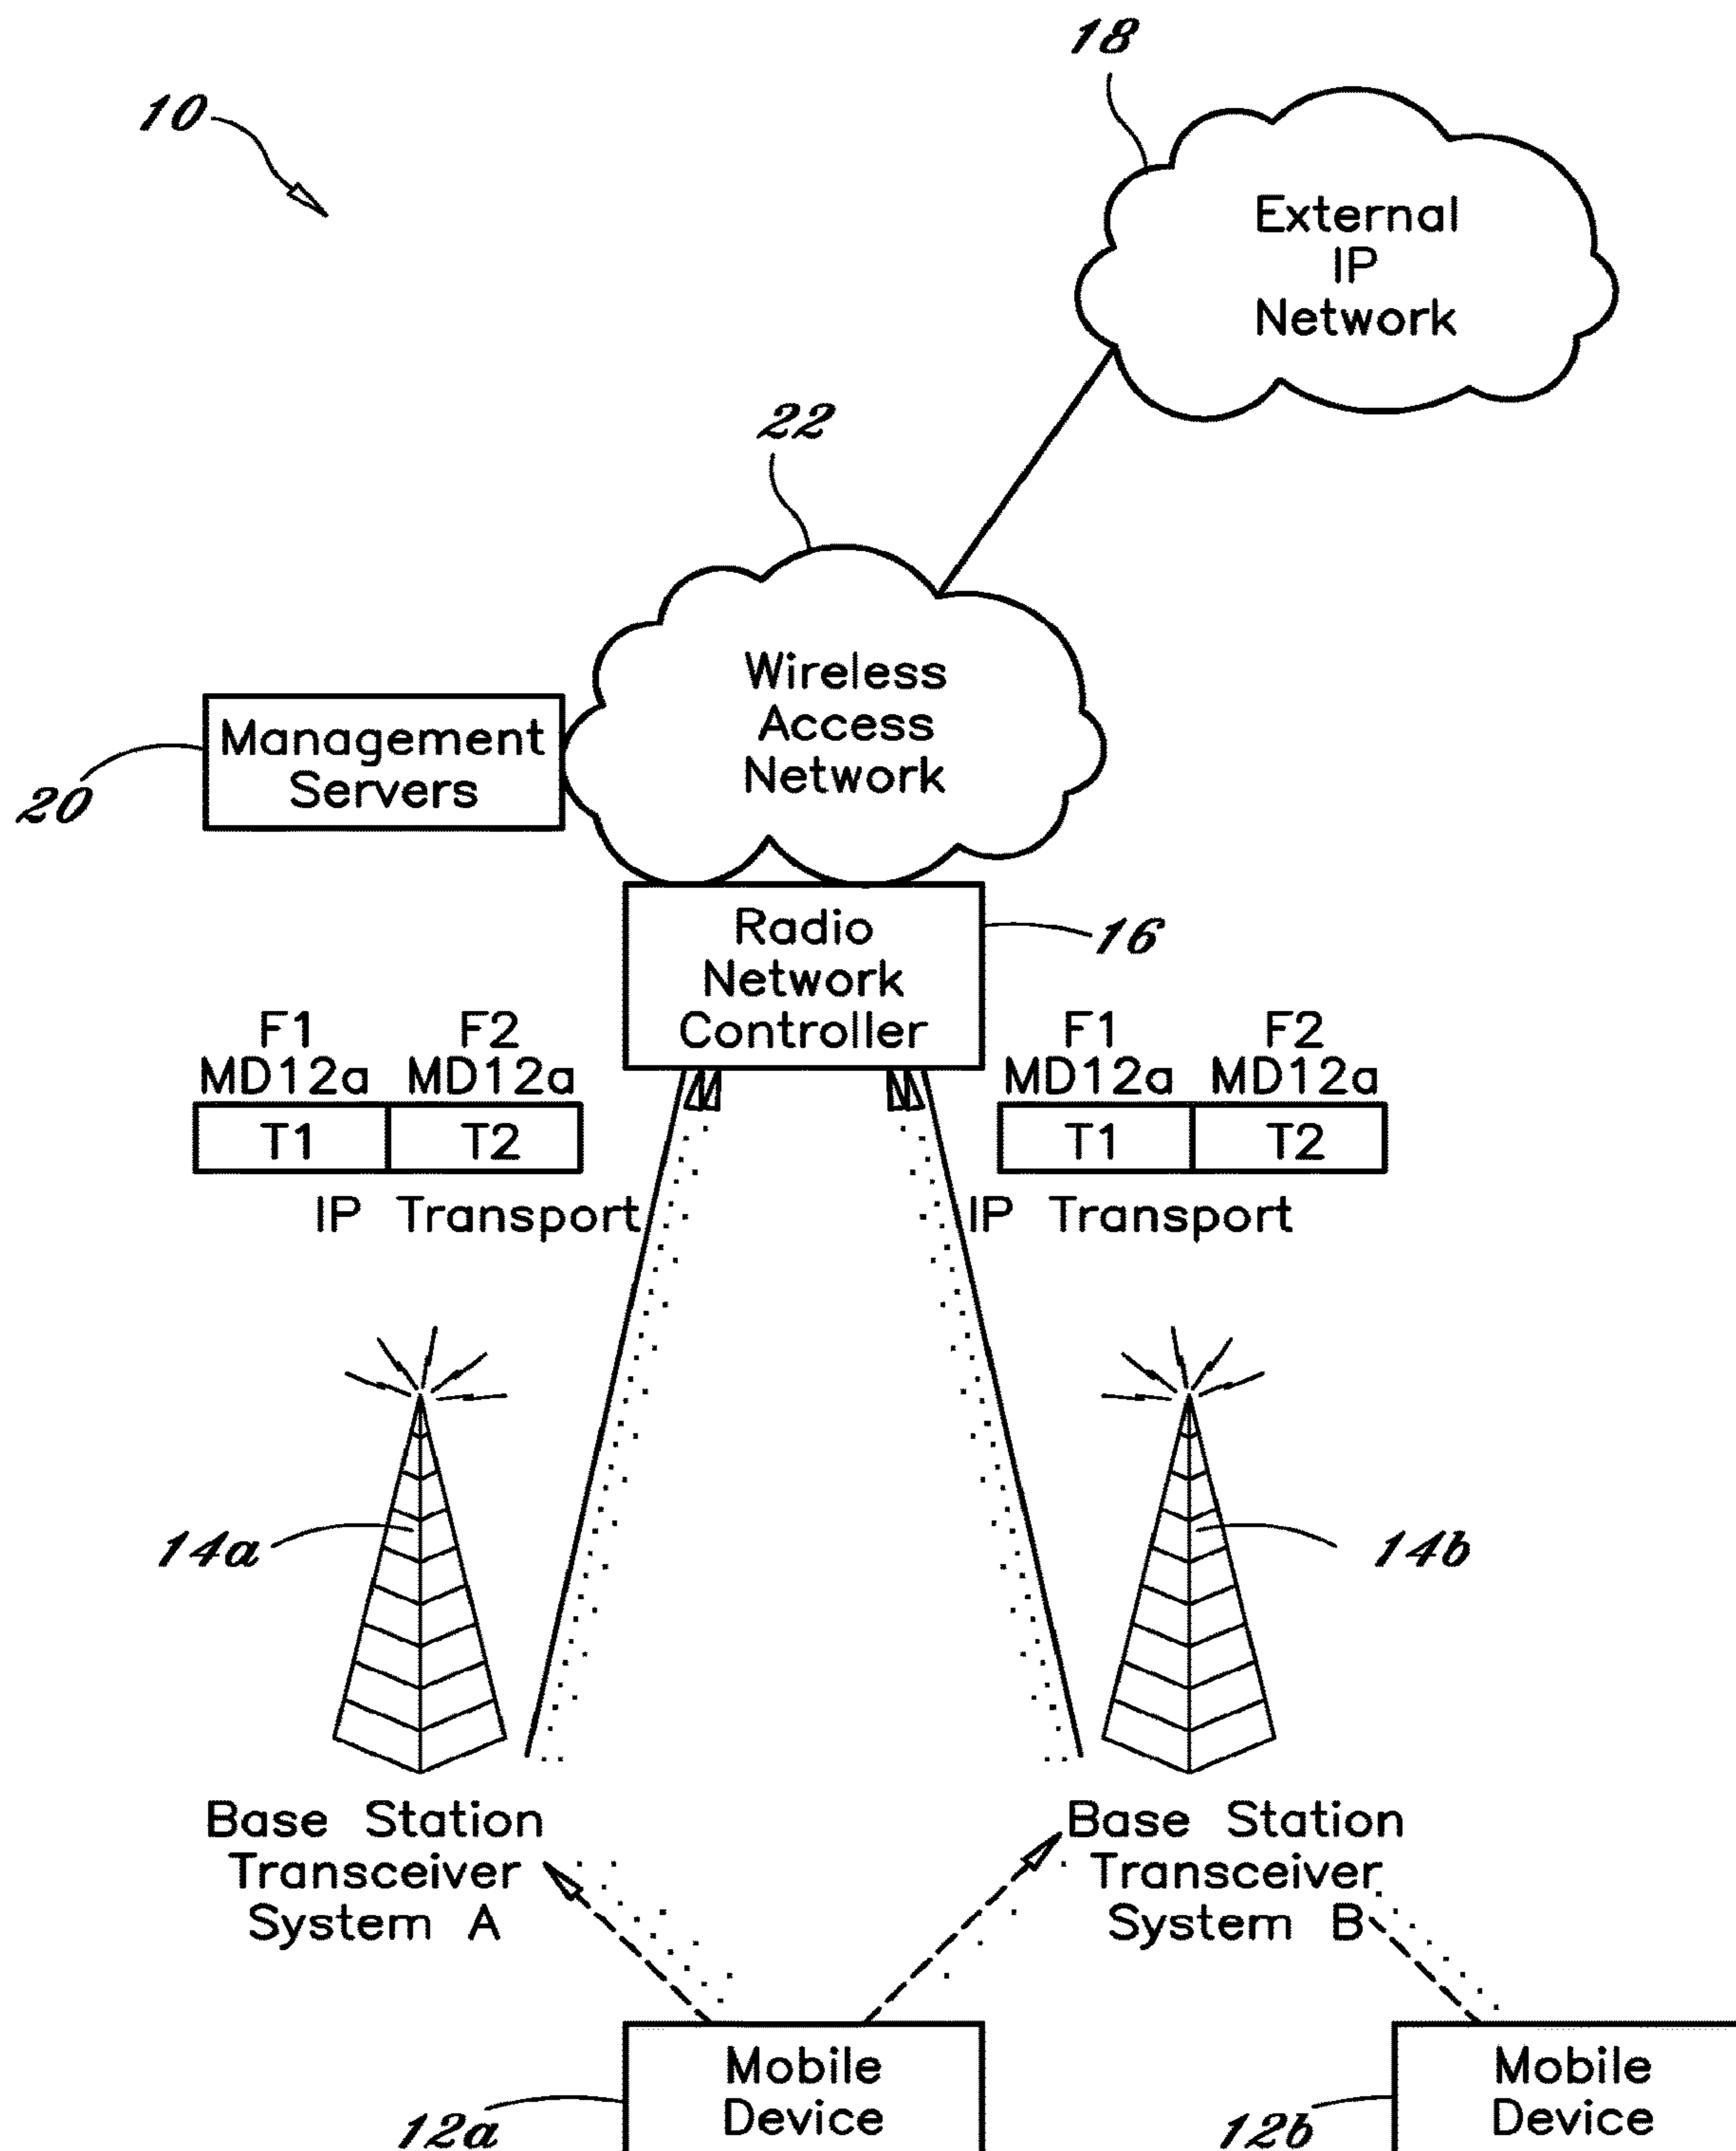 18
10
External
IP
Network
22
Wireless
Access
Network
Management
Servers
20
Radio
Network
Controller
16
F1 F2
MD12a MD12a
T1 T2
IP Transport
F1 F2
MD12a MD12a
T1 T2
IP Transport
14a
14b
Base Station
Transceiver
System A
Base Station
Transceiver
System B
Mobile
Device
12a
Mobile
Device
12b